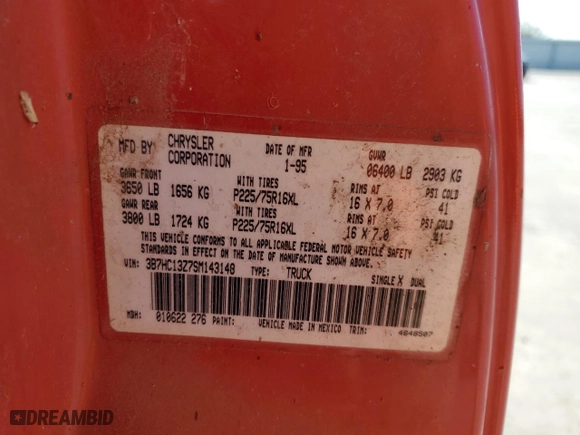 MFD BY: CHRYSLER CORPORATION DATE OF MFR 1-95 GVWR 06400 LB 2903 KG
GAWR FRONT WITH TIRES RIMS AT PSI COLD
3650 LB 1656 KG P225/75R16XL 16 X 7.0 41
GAWR REAR WITH TIRES RIMS AT PSI COLD
3800 LB 1724 KG P225/75R16XL 16 X 7.0 41
THIS VEHICLE CONFORMS TO ALL APPLICABLE FEDERAL MOTOR VEHICLE SAFETY
STANDARDS IN EFFECT ON THE DATE OF MANUFACTURE SHOWN ABOVE.
VIN: 3B7HC13Z7SM143148 TYPE: TRUCK SINGLE X DUAL
MDH: 010622 276 PAINT: VEHICLE MADE IN MEXICO TRIM: 4648507
DREAMBID